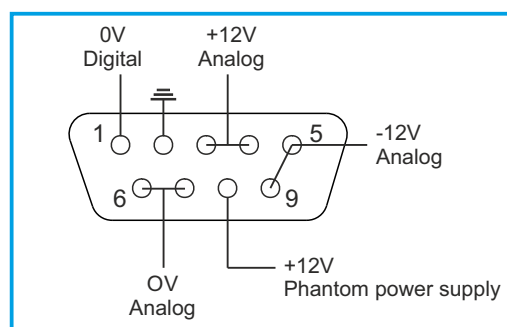 0V
Digital
+12V
Analog
1
5
-12V
Analog
6
9
OV
Analog
+12V
Phantom power supply